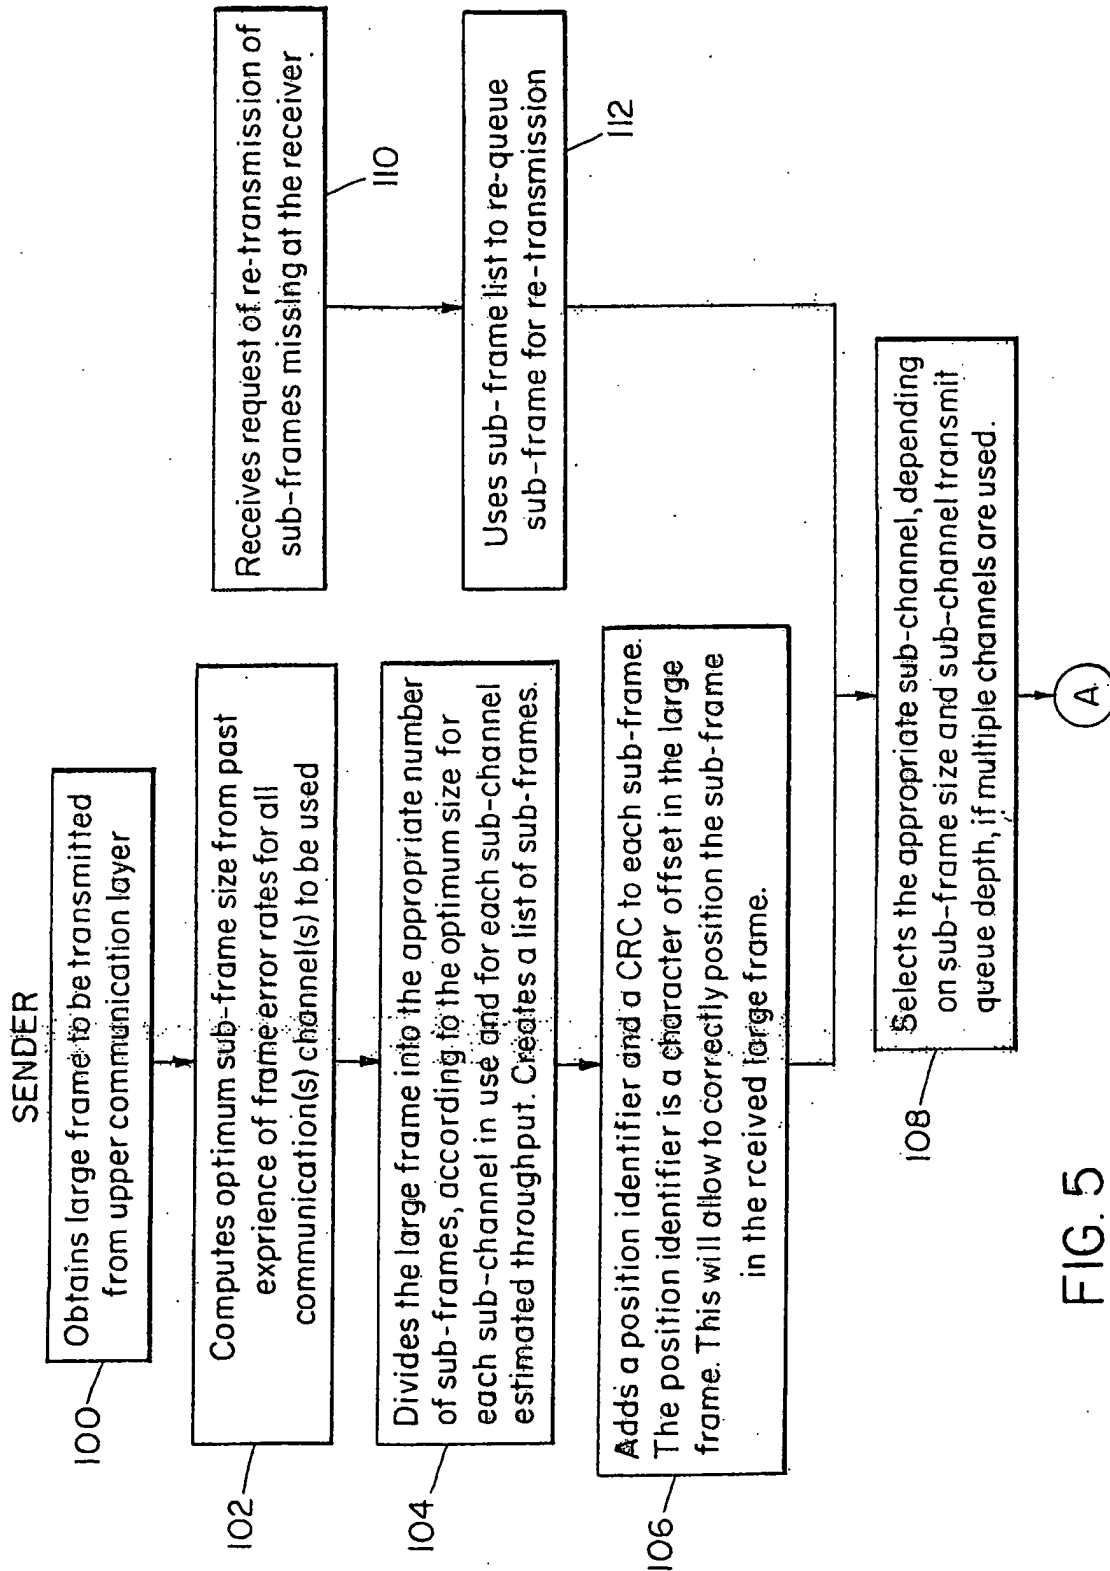 SENDER
Obtains large frame to be transmitted
from upper communication layer
100
Computes optimum sub-frame size from past
exprience of frame error rates for all
communication(s) channel(s) to be used
102
Divides the large frame into the appropriate number
of sub-frames, according to the optimum size for
each sub-channel in use and for each sub-channel
estimated throughput. Creates a list of sub-frames.
104
Adds a position identifier and a CRC to each sub-frame.
The position identifier is a character offset in the large
frame. This will allow to correctly position the sub-frame
in the rceived large frame.
106
Receives request of re-transmission of
sub-frames missing at the receiver
110
Uses sub-frame list to re-queue
sub-frame for re-transmission
112
Selects the appropriate sub-channel, depending
on sub-frame size and sub-channel transmit
queue depth, if multiple channels are used.
108
A
FIG. 5